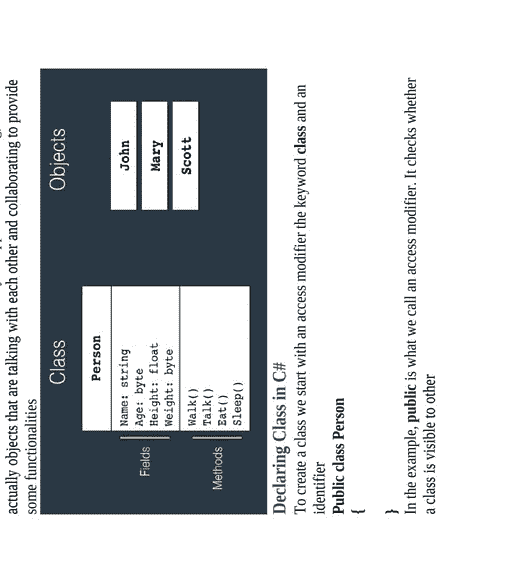 actually objects that are talking with each other and collaborating to provide
some functionalities
Class
Objects
Person
Fields
Name: string
Age: byte
Height: float
Weight: byte
Methods
Walk()
Talk()
Eat()
Sleep()
John
Mary
Scott
Declaring Class in C#
To create a class we start with an access modifier the keyword class and an
identifier
Public class Person
{
}
In the example, public is what we call an access modifier. It checks whether
a class is visible to other